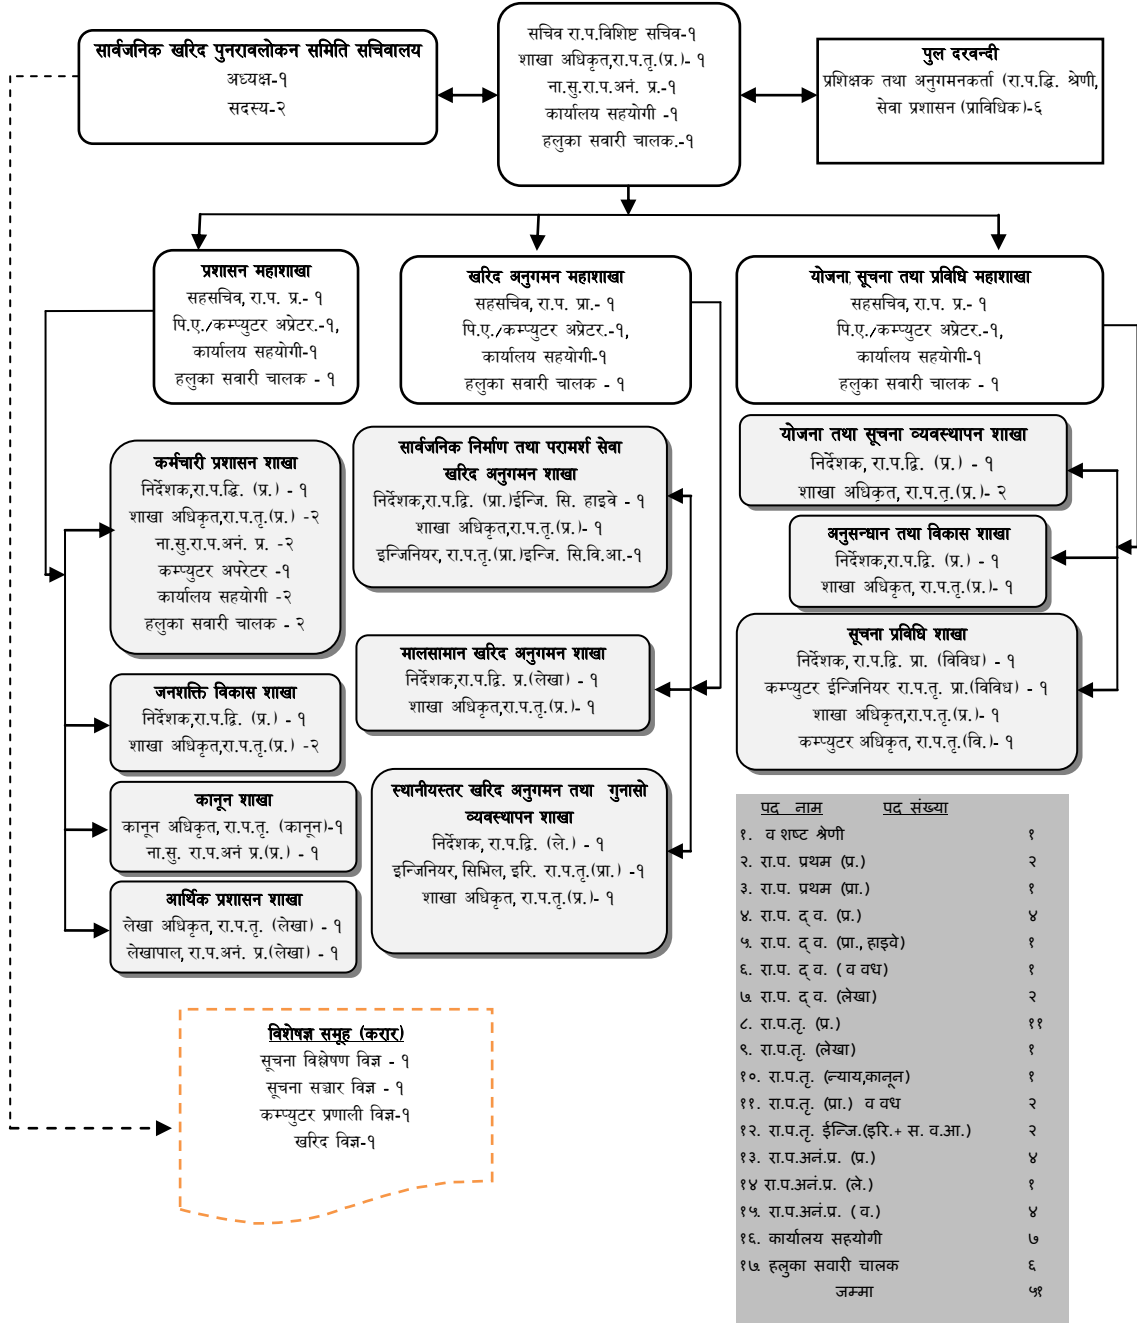 सार्वजनिक खरिद पुनरावलोकन समिति सचिवालय
अध्यक्ष-१
सदस्य-२
सचिव रा.प.विशिष्ट सचिव-१
शाखा अधिकृत,रा.प.तृ.(प्र.)- १
ना.सु.रा.प.अनं. प्र.-१
कार्यालय सहयोगी -१
हलुका सवारी चालक.-१
पुल दरवन्दी
प्रशिक्षक तथा अनुगमनकर्ता (रा.प.द्वि. श्रेणी,
सेवा प्रशासन (प्राविधिक)-६
प्रशासन महाशाखा
सहसचिव, रा.प. प्र.- १
पि.ए./कम्प्युटर अप्रेटर.-१,
कार्यालय सहयोगी-१
हलुका सवारी चालक - १
खरिद अनुगमन महाशाखा
सहसचिव, रा.प. प्रा.- १
पि.ए./कम्प्युटर अप्रेटर.-१,
कार्यालय सहयोगी-१
हलुका सवारी चालक - १
योजना सूचना तथा प्रविधि महाशाखा
सहसचिव, रा.प. प्र.- १
पि.ए./कम्प्युटर अप्रेटर.-१,
कार्यालय सहयोगी-१
हलुका सवारी चालक - १
कर्मचारी प्रशासन शाखा
निर्देशक,रा.प.द्वि. (प्र.) - १
शाखा अधिकृत,रा.प.तृ.(प्र.) -२
ना.सु.रा.प.अनं. प्र. -२
कम्प्युटर अपरेटर -१
कार्यालय सहयोगी -२
हलुका सवारी चालक - २
जनशक्ति विकास शाखा
निर्देशक,रा.प.द्वि. (प्र.) - १
शाखा अधिकृत,रा.प.तृ.(प्र.) -२
कानून शाखा
कानून अधिकृत, रा.प.तृ. (कानून)-१
ना.सु. रा.प.अनं प्र.(प्र.) - १
आर्थिक प्रशासन शाखा
लेखा अधिकृत, रा.प.तृ. (लेखा) - १
लेखापाल, रा.प.अनं. प्र.(लेखा) - १
सार्वजनिक निर्माण तथा परामर्श सेवा
खरिद अनुगमन शाखा
निर्देशक,रा.प.द्वि. (प्रा.)ईन्जि. सि. हाइवे - १
शाखा अधिकृत,रा.प.तृ.(प्र.) - १
इन्जिनियर, रा.प.तृ.(प्रा.)इन्जि. सि.वि.आ.-१
मालसामान खरिद अनुगमन शाखा
निर्देशक,रा.प.द्वि. प्र.(लेखा) - १
शाखा अधिकृत,रा.प.तृ.(प्र.)- १
स्थानीयस्तर खरिद अनुगमन तथा गुनासो
व्यवस्थापन शाखा
निर्देशक, रा.प.द्वि. (ले.) - १
इन्जिनियर, सिभिल, इरि. रा.प.तृ.(प्रा.) -१
शाखा अधिकृत, रा.प.तृ.(प्र.)- १
योजना तथा सूचना व्यवस्थापन शाखा
निर्देशक, रा.प.द्वि. (प्र.) - १
शाखा अधिकृत, रा.प.तृ.(प्र.)- २
अनुसन्धान तथा विकास शाखा
निर्देशक,रा.प.द्वि. (प्र.) - १
शाखा अधिकृत, रा.प.तृ.(प्र.)- १
सूचना प्रविधि शाखा
निर्देशक, रा.प.द्वि. प्रा. (विविध) - १
कम्प्युटर ईन्जिनियर रा.प.तृ. प्रा.(विविध) - १
शाखा अधिकृत,रा.प.तृ.(प्र.)- १
कम्प्युटर अधिकृत, रा.प.तृ.(वि.)- १
विशेषज्ञ समूह (करार)
सूचना विश्लेषण विज्ञ - १
सूचना सञ्चार विज्ञ - १
कम्प्युटर प्रणाली विज्ञ-१
खरिद विज्ञ-१
पद नाम पद संख्या
१. व शष्ट श्रेणी १
२. रा.प. प्रथम (प्र.) २
३. रा.प. प्रथम (प्रा.) १
४. रा.प. द् व. (प्र.) ४
५. रा.प. द् व. (प्रा., हाइवे) १
६. रा.प. द् व. ( व वध) १
७. रा.प. द् व. (लेखा) २
८. रा.प.तृ. (प्र.) ११
९. रा.प.तृ. (लेखा) १
१०. रा.प.तृ. (न्याय,कानून) १
११. रा.प.तृ. (प्रा.) व वध २
१२. रा.प.तृ. ईन्जि.(इरि.+ स. व.आ.) २
१३. रा.प.अनं.प्र. (प्र.) ४
१४ रा.प.अनं.प्र. (ले.) १
१५. रा.प.अनं.प्र. ( व.) ४
१६. कार्यालय सहयोगी ७
१७. हलुका सवारी चालक ६
जम्मा ५१